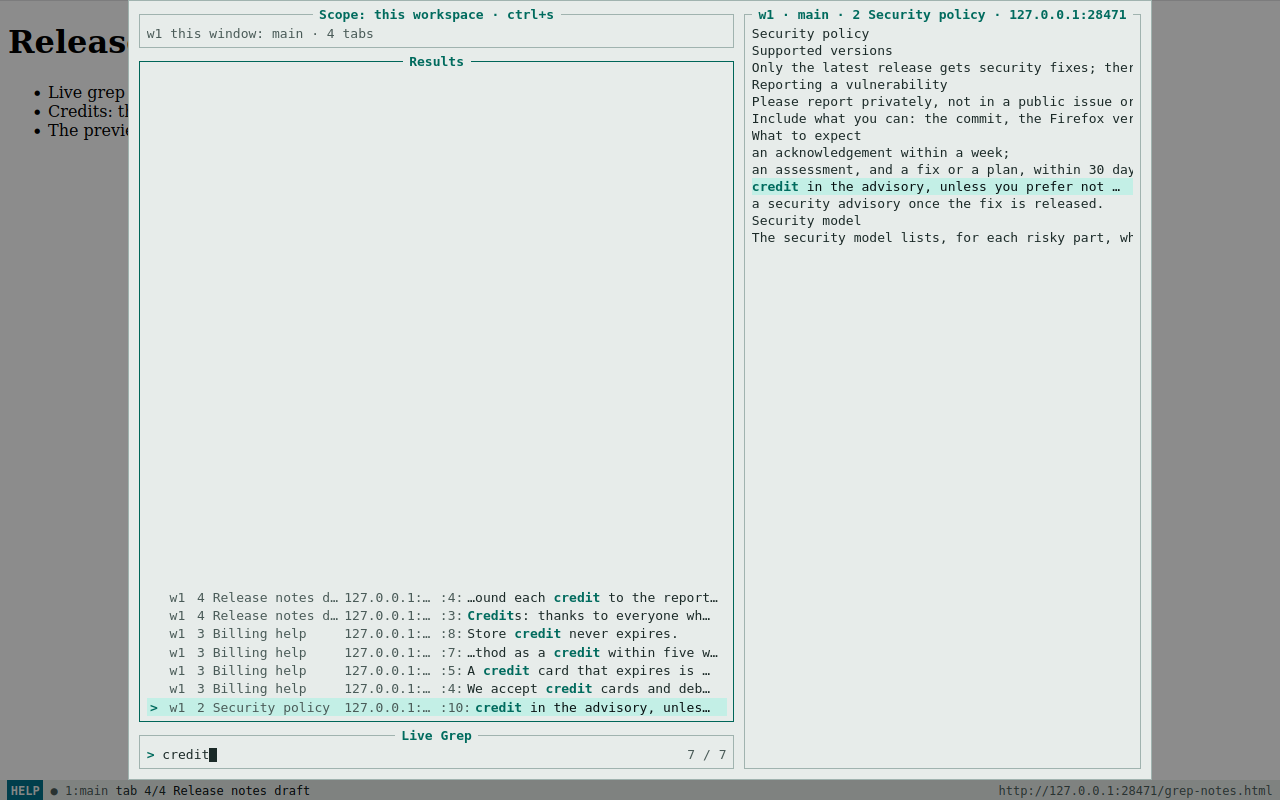 Releas
• Live grep
• Credits: th
• The previe
Scope: this workspace · ctrl+s
w1 this window: main · 4 tabs
Results
w1 4 Release notes d… 127.0.0.1:… :4: …ound each credit to the report…
w1 4 Release notes d… 127.0.0.1:… :3: Credits: thanks to everyone wh…
w1 3 Billing help 127.0.0.1:… :8: Store credit never expires.
w1 3 Billing help 127.0.0.1:… :7: …thod as a credit within five w…
w1 3 Billing help 127.0.0.1:… :5: A credit card that expires is …
w1 3 Billing help 127.0.0.1:… :4: We accept credit cards and deb…
> w1 2 Security policy 127.0.0.1:… :10: credit in the advisory, unles…
Live Grep
> credit 7 / 7
w1 · main · 2 Security policy · 127.0.0.1:28471
Security policy
Supported versions
Only the latest release gets security fixes; ther
Reporting a vulnerability
Please report privately, not in a public issue or
Include what you can: the commit, the Firefox ver
What to expect
an acknowledgement within a week;
an assessment, and a fix or a plan, within 30 day
credit in the advisory, unless you prefer not …
a security advisory once the fix is released.
Security model
The security model lists, for each risky part, wh
HELP ● 1:main tab 4/4 Release notes draft http://127.0.0.1:28471/grep-notes.html